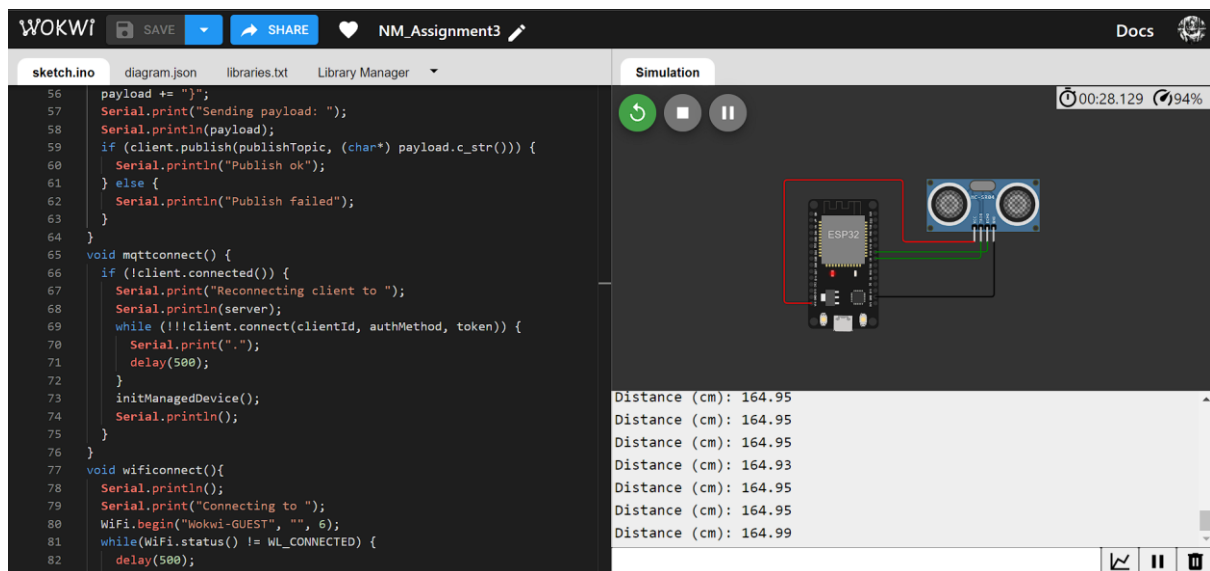 WOKWi SAVE SHARE NM_Assignment3 Docs
sketch.ino diagram.json libraries.txt Library Manager
56 payload += "}";
57 Serial.print("Sending payload: ");
58 Serial.println(payload);
59 if (client.publish(publishTopic, (char*) payload.c_str())) {
60 Serial.println("Publish ok");
61 } else {
62 Serial.println("Publish failed");
63 }
64 }
65 void mqttconnect() {
66 if (!client.connected()) {
67 Serial.print("Reconnecting client to ");
68 Serial.println(server);
69 while (!!!client.connect(clientId, authMethod, token)) {
70 Serial.print(".");
71 delay(500);
72 }
73 initManagedDevice();
74 Serial.println();
75 }
76 }
77 void wificonnect(){
78 Serial.println();
79 Serial.print("Connecting to ");
80 WiFi.begin("Wokwi-GUEST", "", 6);
81 while(WiFi.status() != WL_CONNECTED) {
82 delay(500);
Simulation
00:28.129 94%
HC-SR04
ESP32
Distance (cm): 164.95
Distance (cm): 164.95
Distance (cm): 164.95
Distance (cm): 164.93
Distance (cm): 164.95
Distance (cm): 164.95
Distance (cm): 164.99